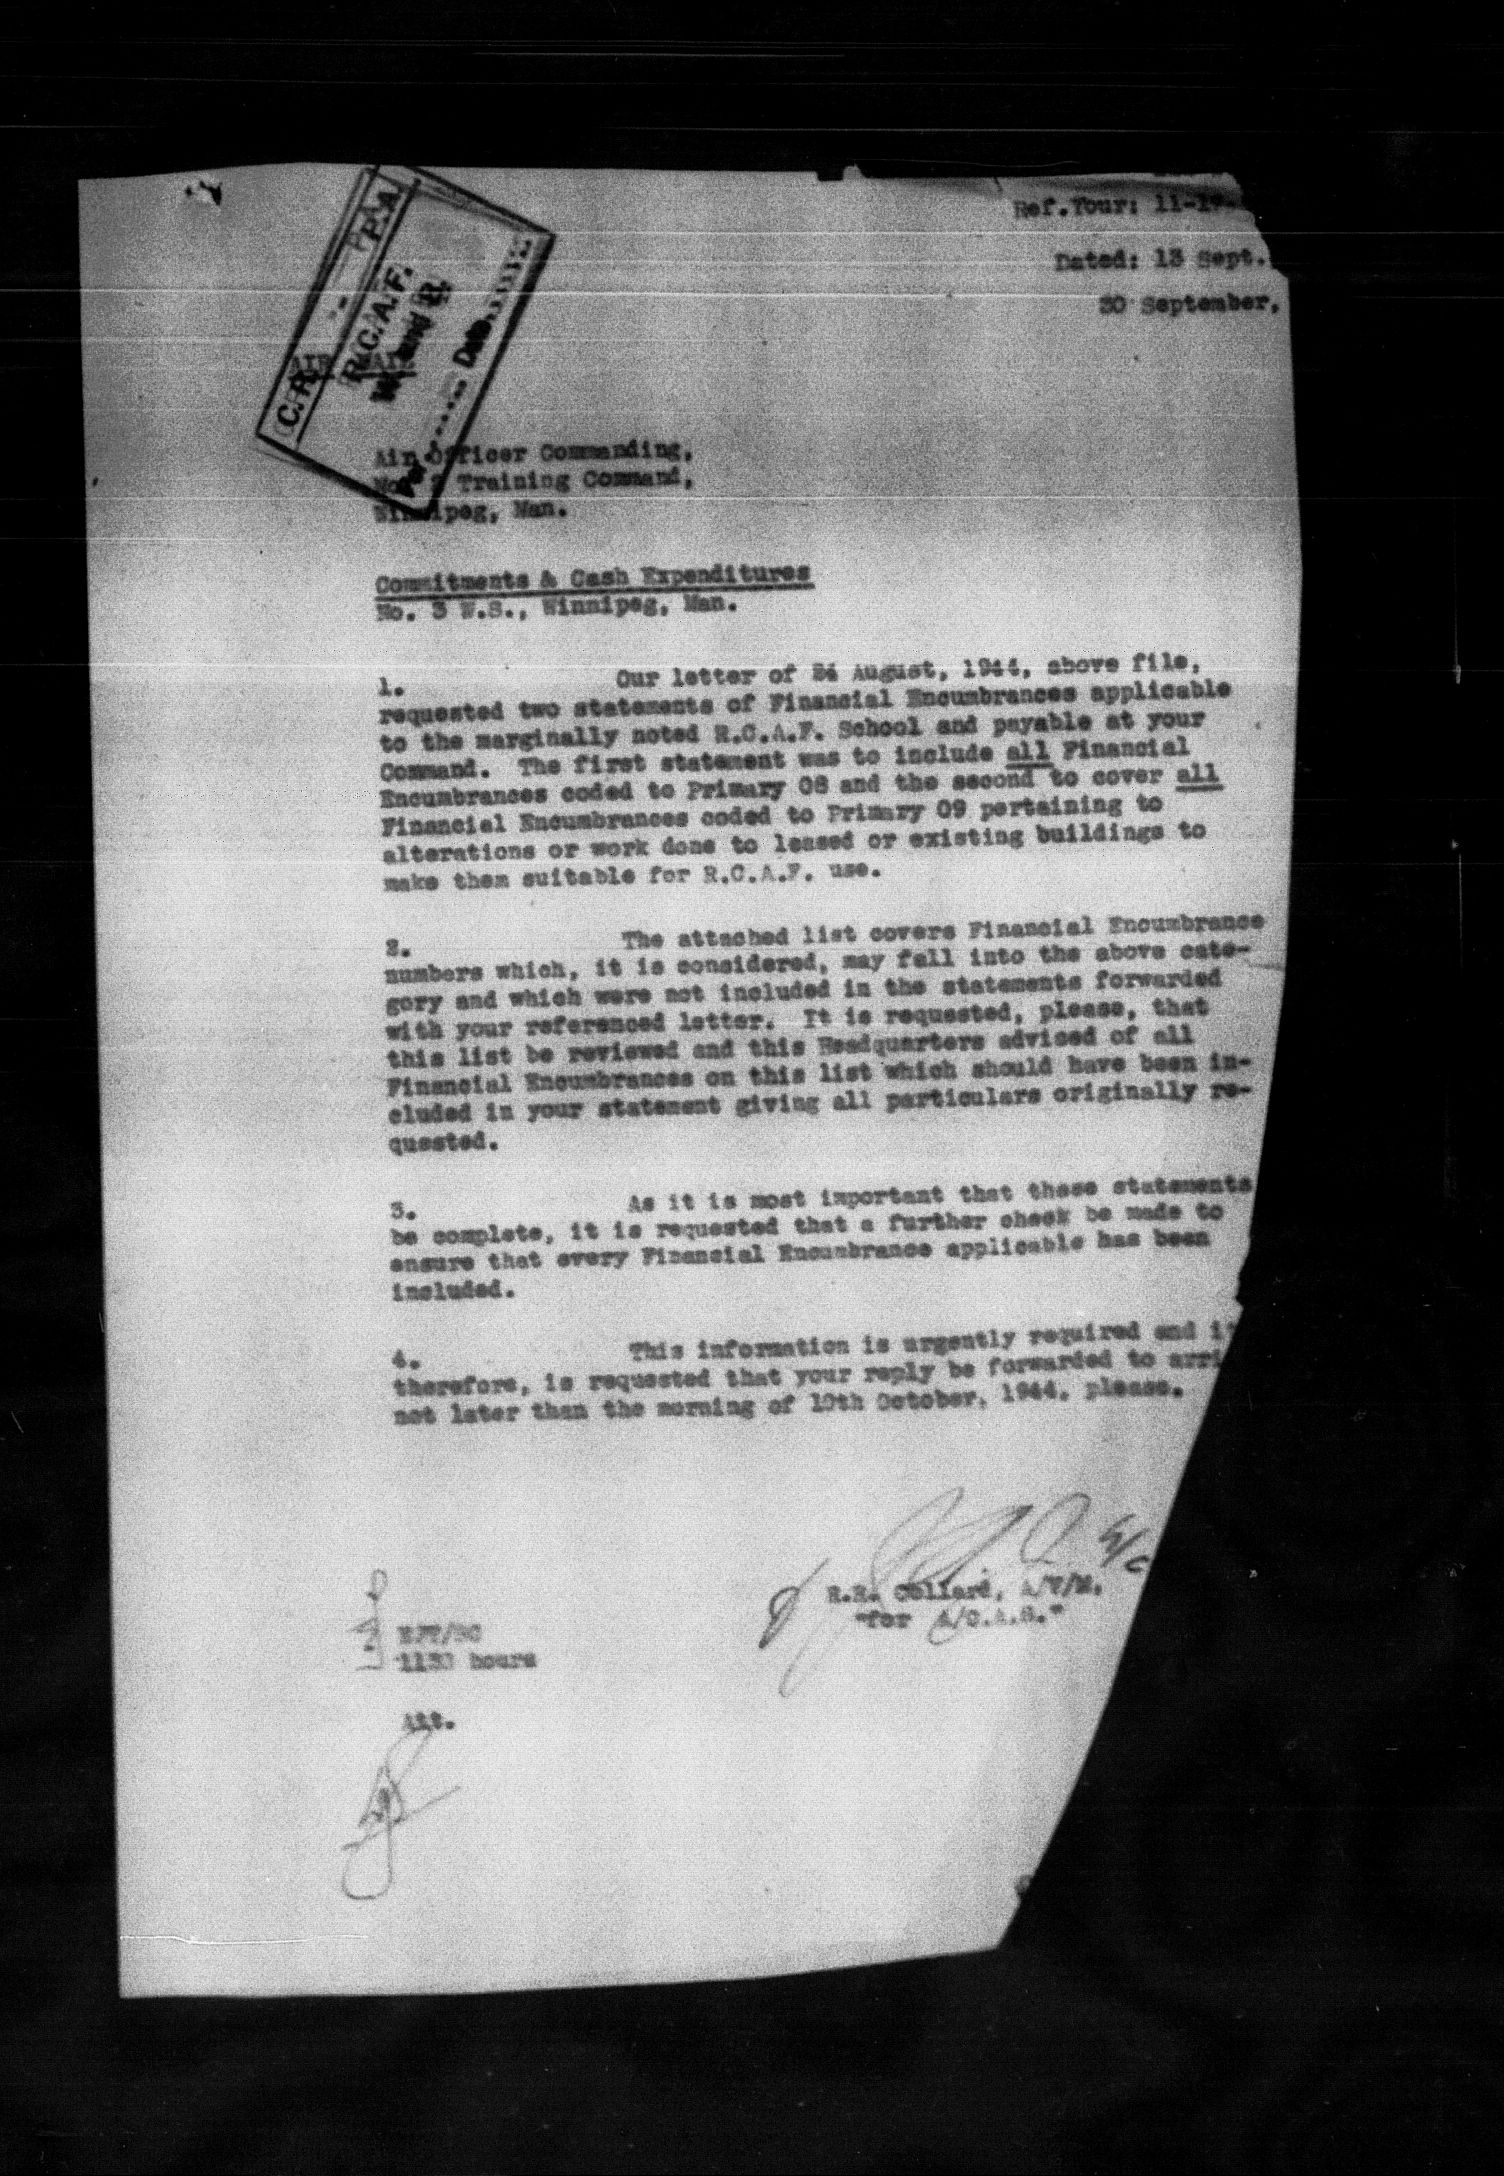 Ref.Your: 11-19-
Dated: 13 Sept.
30 September,
C.R. - P.A.
R.C.A.F.
W. and B.
Date
AIR MAIL
Air Officer Commanding,
No. 2 Training Command,
Winnipeg, Man.
Commitments & Cash Expenditures
No. 3 W.S., Winnipeg, Man.
1. Our letter of 24 August, 1944, above file,
requested two statements of Financial Encumbrances applicable
to the marginally noted R.C.A.F. School and payable at your
Command. The first statement was to include all Financial
Encumbrances coded to Primary 08 and the second to cover all
Financial Encumbrances coded to Primary 09 pertaining to
alterations or work done to leased or existing buildings to
make them suitable for R.C.A.F. use.
2. The attached list covers Financial Encumbrance
numbers which, it is considered, may fall into the above cate-
gory and which were not included in the statements forwarded
with your referenced letter. It is requested, please, that
this list be reviewed and this Headquarters advised of all
Financial Encumbrances on this list which should have been in-
cluded in your statement giving all particulars originally re-
quested.
3. As it is most important that these statements
be complete, it is requested that a further check be made to
ensure that every Financial Encumbrance applicable has been
included.
4. This information is urgently required and it
therefore, is requested that your reply be forwarded to arri
not later than the morning of 10th October, 1944, please.
R.R. Collard, A/V/M.
"for A/C.A.S."
hours
Att.